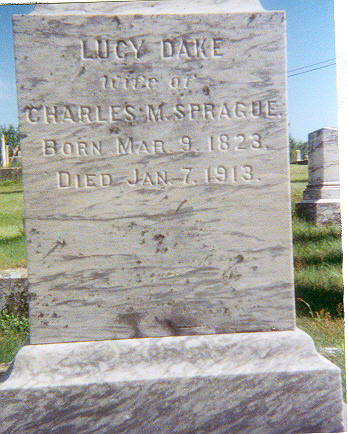 LUCY DAKE
Wife of
CHARLES M. SPRAGUE.
BORN MAR. 9. 1823.
DIED JAN. 7. 1913.